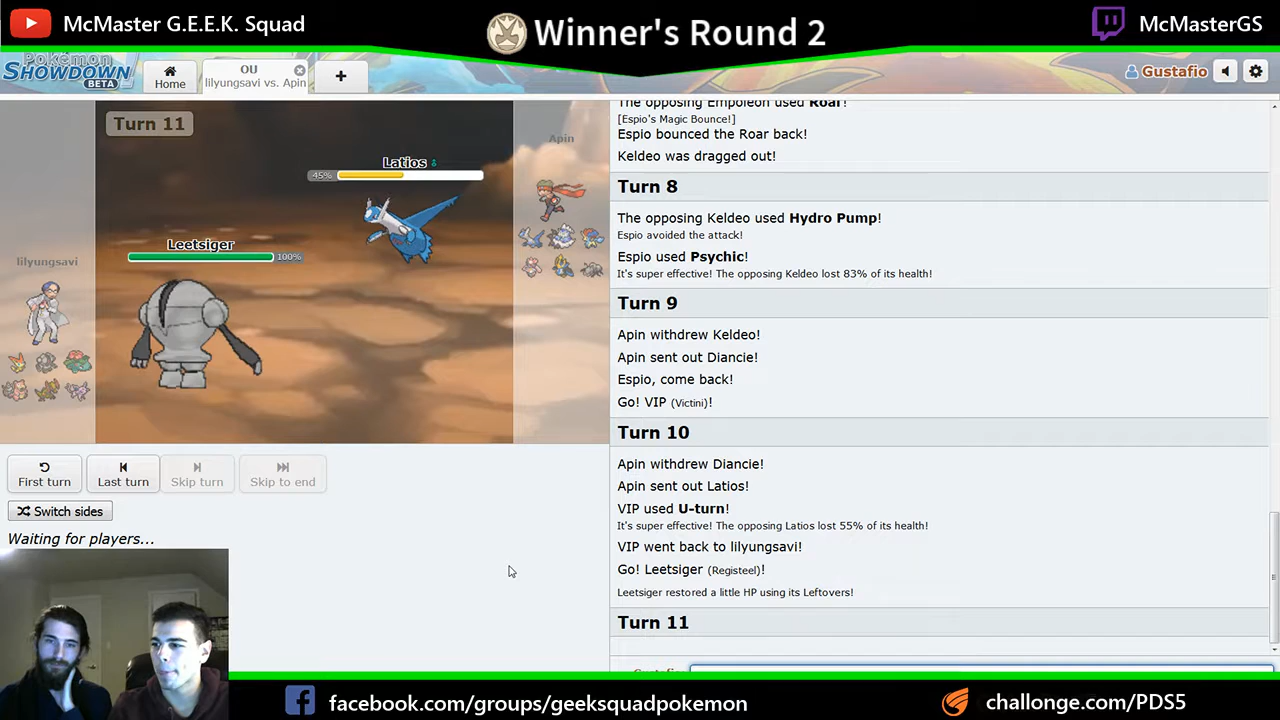 McMaster G.E.E.K. Squad
Winner's Round 2
McMasterGS
Pokémon
SHOWDOWN
BETA
Home
OU
lilyungsavi vs. Apin
+
Gustafio
Turn 11
Apin
Latios
45%
Leetsiger
100%
lilyungsavi
The opposing Empoleon used Roar!
[Espio's Magic Bounce!]
Espio bounced the Roar back!
Keldeo was dragged out!
Turn 8
The opposing Keldeo used Hydro Pump!
Espio avoided the attack!
Espio used Psychic!
It's super effective! The opposing Keldeo lost 83% of its health!
Turn 9
Apin withdrew Keldeo!
Apin sent out Diancie!
Espio, come back!
Go! VIP (Victini)!
Turn 10
Apin withdrew Diancie!
Apin sent out Latios!
VIP used U-turn!
It's super effective! The opposing Latios lost 55% of its health!
VIP went back to lilyungsavi!
Go! Leetsiger (Registeel)!
Leetsiger restored a little HP using its Leftovers!
Turn 11
First turn
Last turn
Skip turn
Skip to end
Switch sides
Waiting for players...
facebook.com/groups/geeksquadpokemon
challonge.com/PDS5